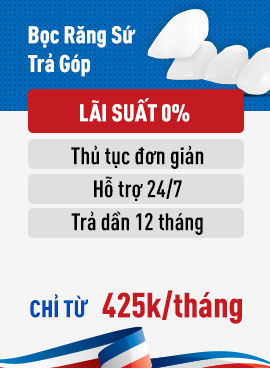 Bọc Răng Sứ
Trả Góp
LÃI SUẤT 0%
Thủ tục đơn giản
Hỗ trợ 24/7
Trả dần 12 tháng
CHỈ TỪ 425k/tháng